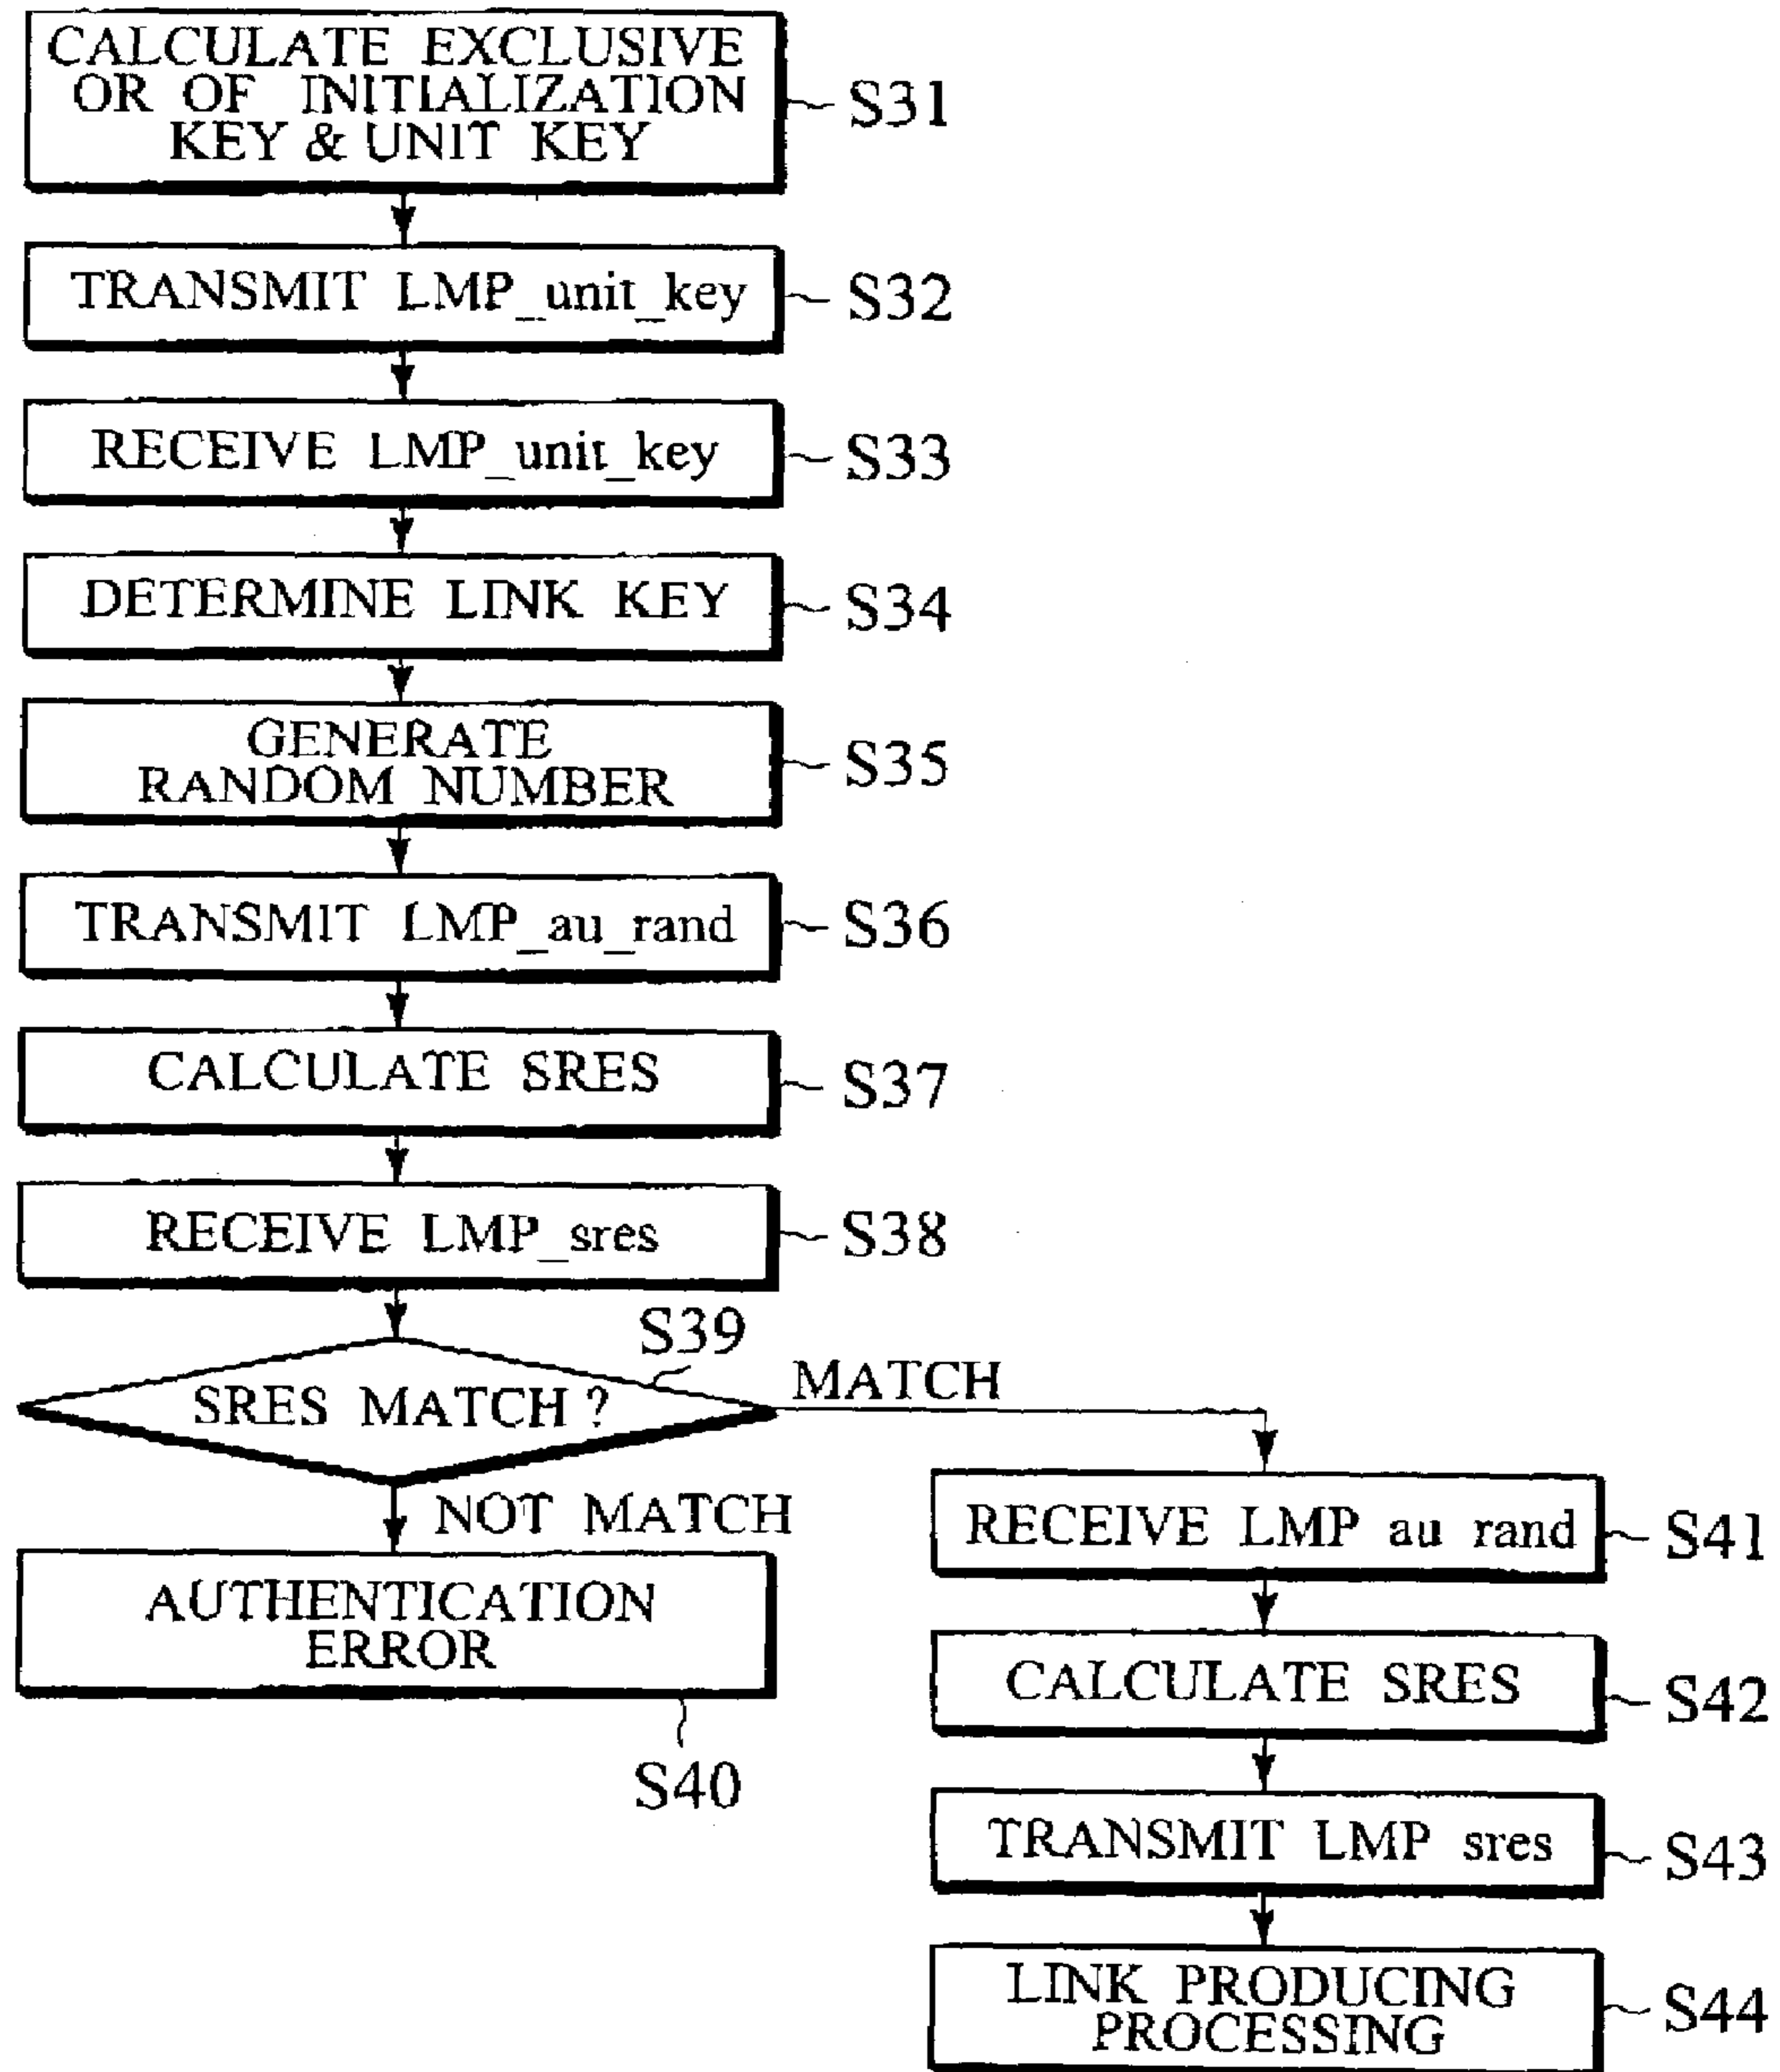 CALCULATE EXCLUSIVE
OR OF INITIALIZATION
KEY & UNIT KEY
S31
TRANSMIT LMP_unit_key
S32
RECEIVE LMP_unit_key
S33
DETERMINE LINK KEY
S34
GENERATE
RANDOM NUMBER
S35
TRANSMIT LMP_au_rand
S36
CALCULATE SRES
S37
RECEIVE LMP_sres
S38
S39
SRES MATCH ?
MATCH
NOT MATCH
AUTHENTICATION
ERROR
S40
RECEIVE LMP au rand
S41
CALCULATE SRES
S42
TRANSMIT LMP sres
S43
LINK PRODUCING
PROCESSING
S44